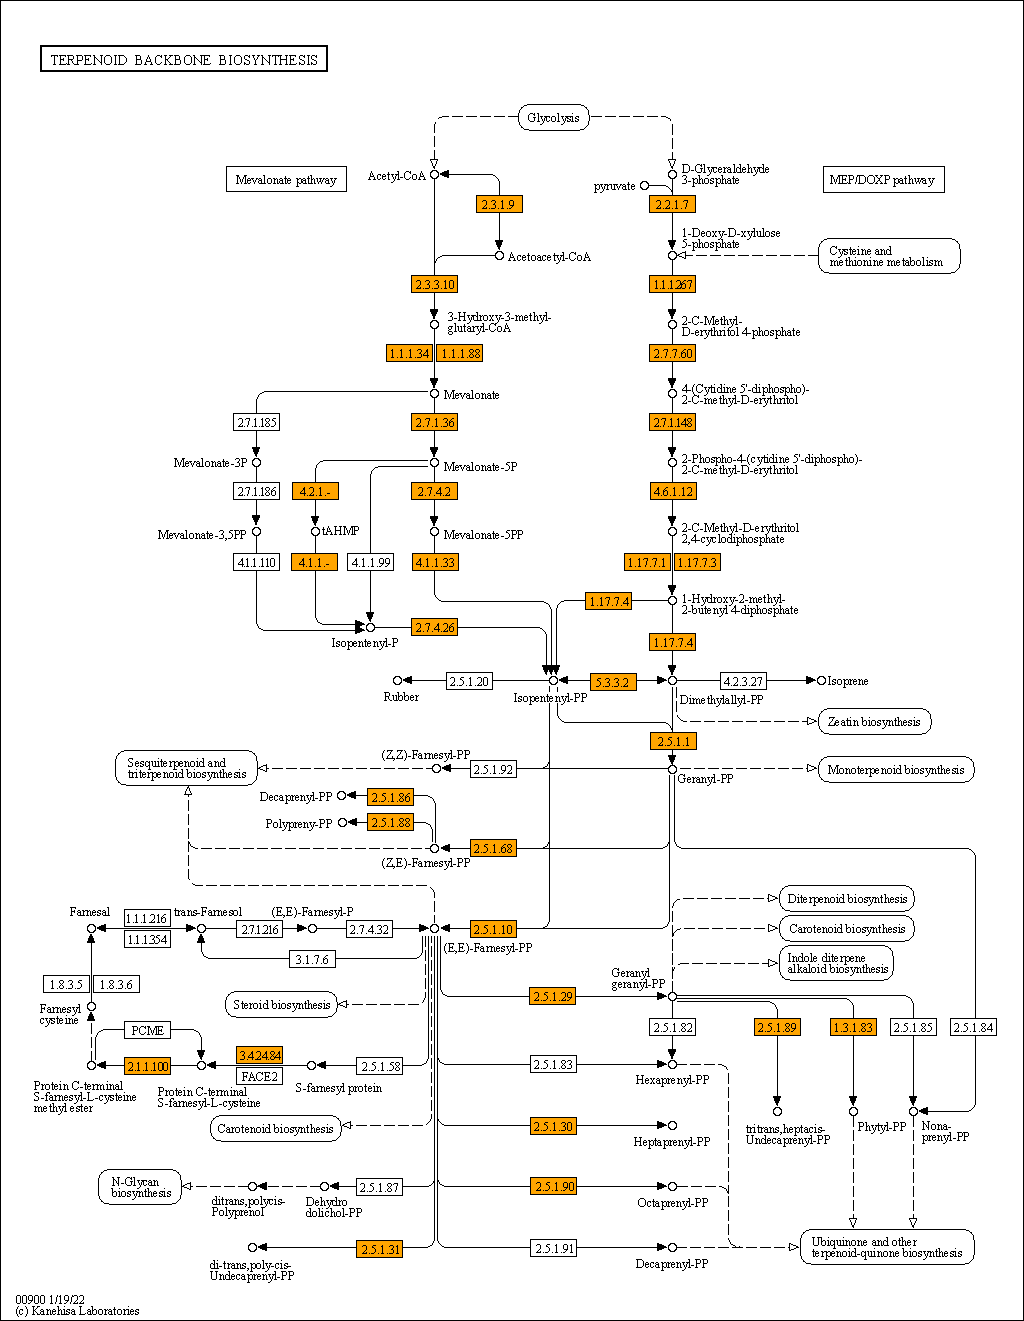 TERPENOID BACKBONE BIOSYNTHESIS
Glycolysis
Mevalonate pathway
Acetyl-CoA
pyruvate
D-Glyceraldehyde
3-phosphate
MEP/DOXP pathway
2.3.1.9
2.2.1.7
Acetoacetyl-CoA
1-Deoxy-D-xylulose
5-phosphate
Cysteine and
methionine metabolism
2.3.3.10
1.1.1.267
3-Hydroxy-3-methyl-
glutaryl-CoA
2-C-Methyl-
D-erythritol 4-phosphate
1.1.1.34
1.1.1.88
2.7.7.60
Mevalonate
4-(Cytidine 5'-diphospho)-
2-C-methyl-D-erythritol
2.7.1.185
2.7.1.36
2.7.1.148
Mevalonate-3P
Mevalonate-5P
2-Phospho-4-(cytidine 5'-diphospho)-
2-C-methyl-D-erythritol
2.7.1.186
4.2.1.-
2.7.4.2
4.6.1.12
Mevalonate-3,5PP
tAHMP
Mevalonate-5PP
2-C-Methyl-D-erythritol
2,4-cyclodiphosphate
4.1.1.110
4.1.1.-
4.1.1.99
4.1.1.33
1.17.7.1
1.17.7.3
1.17.7.4
1-Hydroxy-2-methyl-
2-butenyl 4-diphosphate
Isopentenyl-P
2.7.4.26
1.17.7.4
Rubber
2.5.1.20
Isopentenyl-PP
5.3.3.2
Dimethylallyl-PP
4.2.3.27
Isoprene
Zeatin biosynthesis
2.5.1.1
Sesquiterpenoid and
triterpenoid biosynthesis
(Z,Z)-Farnesyl-PP
2.5.1.92
Geranyl-PP
Monoterpenoid biosynthesis
Decaprenyl-PP
2.5.1.86
Polypreny-PP
2.5.1.88
(Z,E)-Farnesyl-PP
2.5.1.68
Farnesal
1.1.1.216
1.1.1.354
trans-Farnesol
2.7.1.216
(E,E)-Farnesyl-P
2.7.4.32
2.5.1.10
(E,E)-Farnesyl-PP
3.1.7.6
Diterpenoid biosynthesis
Carotenoid biosynthesis
Indole diterpene
alkaloid biosynthesis
1.8.3.5
1.8.3.6
Farnesyl
cysteine
Steroid biosynthesis
2.5.1.29
Geranyl
geranyl-PP
PCME
2.5.1.82
2.5.1.89
1.3.1.83
2.5.1.85
2.5.1.84
2.1.1.100
3.4.24.84
FACE2
2.5.1.58
2.5.1.83
Protein C-terminal
S-farnesyl-L-cysteine
methyl ester
Protein C-terminal
S-farnesyl-L-cysteine
S-farnesyl protein
Hexaprenyl-PP
Carotenoid biosynthesis
2.5.1.30
Heptaprenyl-PP
tritrans,heptacis-
Undecaprenyl-PP
Phytyl-PP
Nona-
prenyl-PP
N-Glycan
biosynthesis
ditrans,polycis-
Polyprenol
Dehydro
dolichol-PP
2.5.1.87
2.5.1.90
Octaprenyl-PP
di-trans,poly-cis-
Undecaprenyl-PP
2.5.1.31
2.5.1.91
Decaprenyl-PP
Ubiquinone and other
terpenoid-quinone biosynthesis
00900 1/19/22
(c) Kanehisa Laboratories